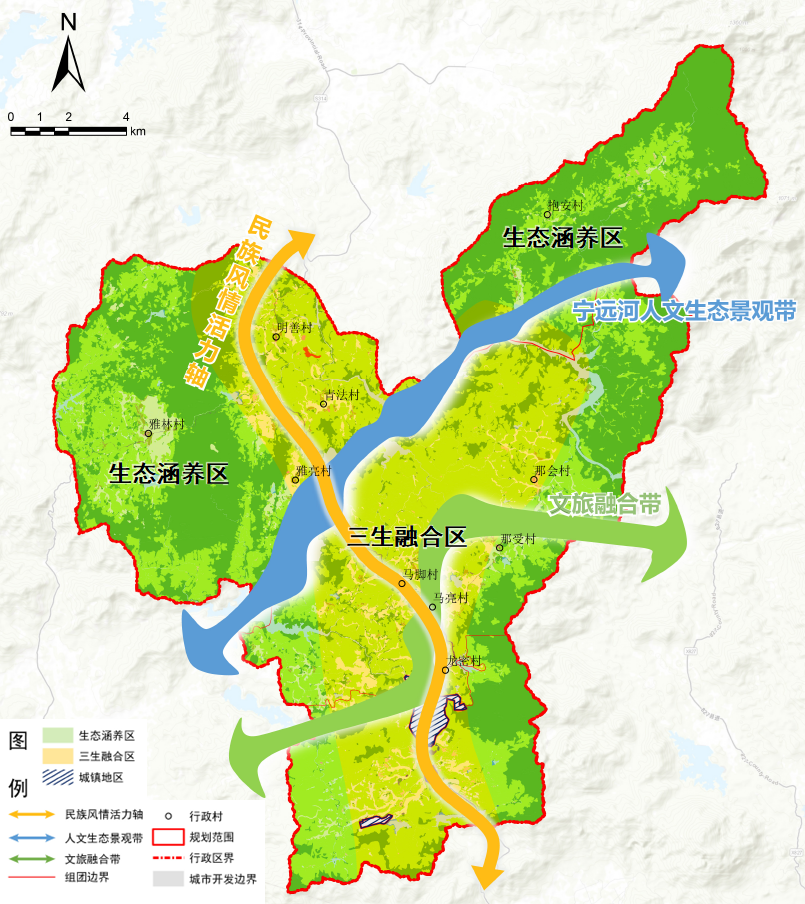 N
0 1 2 4
km
抱安村
生态涵养区
民族风情活力轴
宁远河人文生态景观带
明善村
青法村
雅林村
生态涵养区
雅亮村
那会村
文旅融合带
三生融合区
那受村
马脚村
马亮村
龙密村
图例
生态涵养区
三生融合区
城镇地区
民族风情活力轴
人文生态景观带
文旅融合带
组团边界
行政村
规划范围
行政区界
城市开发边界